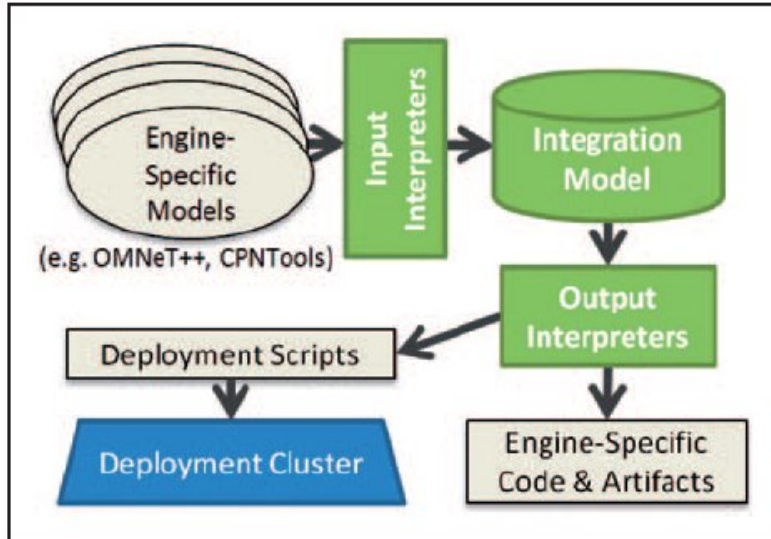 Engine-
Specific
Models
(e.g. OMNeT++, CPNTools)
Input
Interpreters
Integration
Model
Output
Interpreters
Deployment Scripts
Deployment Cluster
Engine-Specific
Code & Artifacts